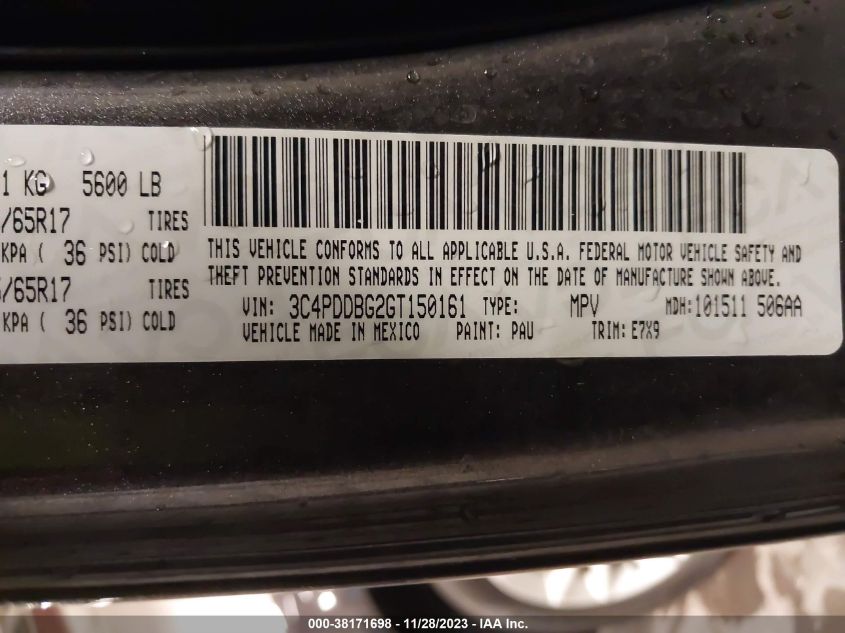 1 KG 5600 LB
/65R17 TIRES
KPA ( 36 PSI) COLD
/65R17 TIRES
KPA ( 36 PSI) COLD
THIS VEHICLE CONFORMS TO ALL APPLICABLE U.S.A. FEDERAL MOTOR VEHICLE SAFETY AND
THEFT PREVENTION STANDARDS IN EFFECT ON THE DATE OF MANUFACTURE SHOWN ABOVE.
VIN: 3C4PDDBG2GT150161 TYPE: MPV MDH: 101511 506AA
VEHICLE MADE IN MEXICO PAINT: PAU TRIM: E7X9
000-38171698 - 11/28/2023 - IAA Inc.